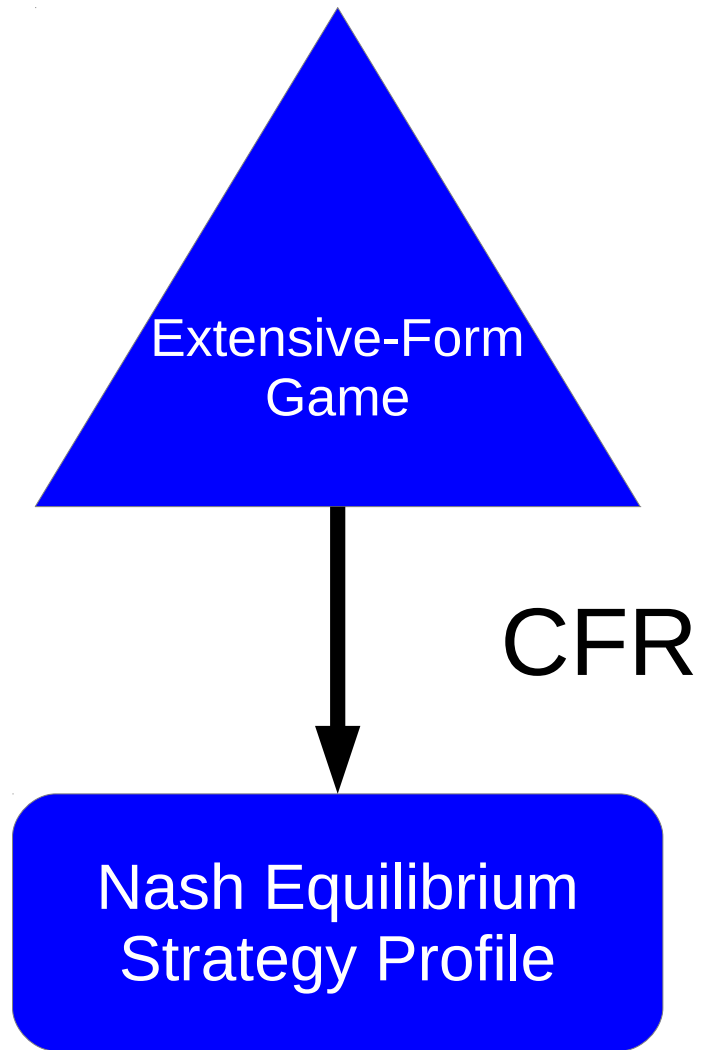 Extensive-Form
Game
CFR
Nash Equilibrium
Strategy Profile